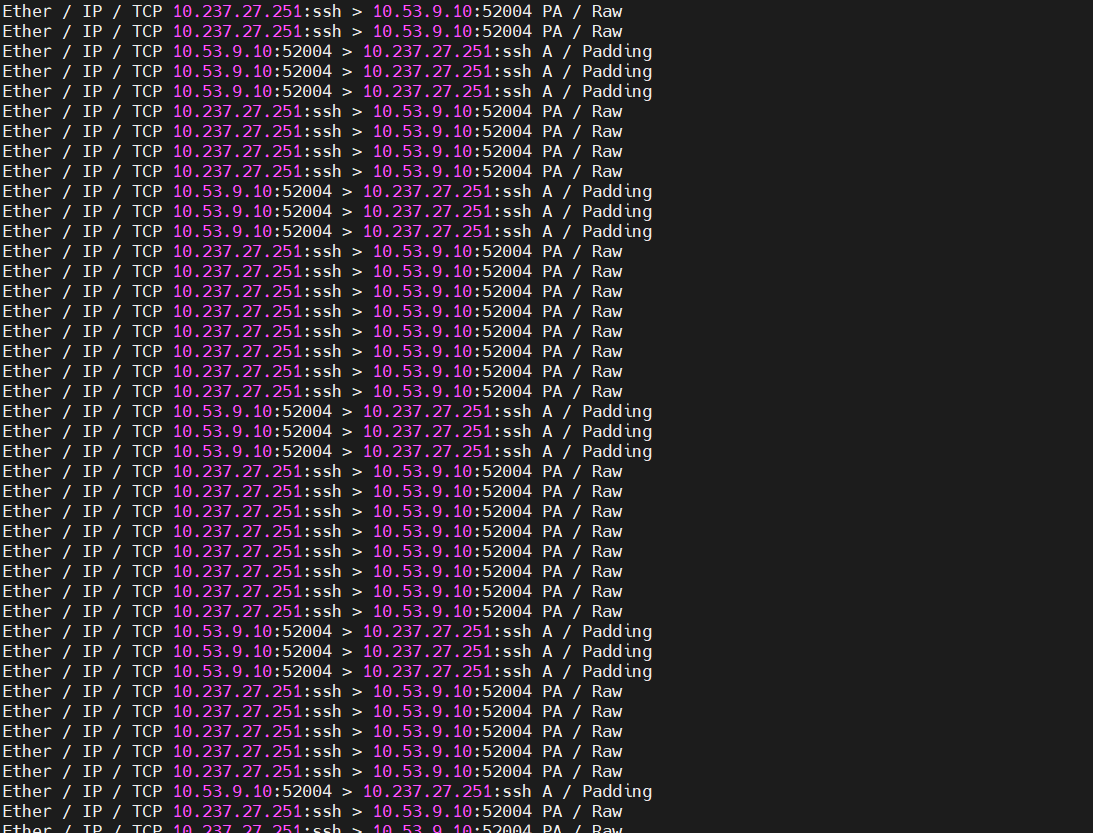 Ether / IP / TCP 10.237.27.251:ssh > 10.53.9.10:52004 PA / Raw
Ether / IP / TCP 10.237.27.251:ssh > 10.53.9.10:52004 PA / Raw
Ether / IP / TCP 10.53.9.10:52004 > 10.237.27.251:ssh A / Padding
Ether / IP / TCP 10.53.9.10:52004 > 10.237.27.251:ssh A / Padding
Ether / IP / TCP 10.53.9.10:52004 > 10.237.27.251:ssh A / Padding
Ether / IP / TCP 10.237.27.251:ssh > 10.53.9.10:52004 PA / Raw
Ether / IP / TCP 10.237.27.251:ssh > 10.53.9.10:52004 PA / Raw
Ether / IP / TCP 10.237.27.251:ssh > 10.53.9.10:52004 PA / Raw
Ether / IP / TCP 10.237.27.251:ssh > 10.53.9.10:52004 PA / Raw
Ether / IP / TCP 10.53.9.10:52004 > 10.237.27.251:ssh A / Padding
Ether / IP / TCP 10.53.9.10:52004 > 10.237.27.251:ssh A / Padding
Ether / IP / TCP 10.53.9.10:52004 > 10.237.27.251:ssh A / Padding
Ether / IP / TCP 10.237.27.251:ssh > 10.53.9.10:52004 PA / Raw
Ether / IP / TCP 10.237.27.251:ssh > 10.53.9.10:52004 PA / Raw
Ether / IP / TCP 10.237.27.251:ssh > 10.53.9.10:52004 PA / Raw
Ether / IP / TCP 10.237.27.251:ssh > 10.53.9.10:52004 PA / Raw
Ether / IP / TCP 10.237.27.251:ssh > 10.53.9.10:52004 PA / Raw
Ether / IP / TCP 10.237.27.251:ssh > 10.53.9.10:52004 PA / Raw
Ether / IP / TCP 10.237.27.251:ssh > 10.53.9.10:52004 PA / Raw
Ether / IP / TCP 10.237.27.251:ssh > 10.53.9.10:52004 PA / Raw
Ether / IP / TCP 10.53.9.10:52004 > 10.237.27.251:ssh A / Padding
Ether / IP / TCP 10.53.9.10:52004 > 10.237.27.251:ssh A / Padding
Ether / IP / TCP 10.53.9.10:52004 > 10.237.27.251:ssh A / Padding
Ether / IP / TCP 10.237.27.251:ssh > 10.53.9.10:52004 PA / Raw
Ether / IP / TCP 10.237.27.251:ssh > 10.53.9.10:52004 PA / Raw
Ether / IP / TCP 10.237.27.251:ssh > 10.53.9.10:52004 PA / Raw
Ether / IP / TCP 10.237.27.251:ssh > 10.53.9.10:52004 PA / Raw
Ether / IP / TCP 10.237.27.251:ssh > 10.53.9.10:52004 PA / Raw
Ether / IP / TCP 10.237.27.251:ssh > 10.53.9.10:52004 PA / Raw
Ether / IP / TCP 10.237.27.251:ssh > 10.53.9.10:52004 PA / Raw
Ether / IP / TCP 10.237.27.251:ssh > 10.53.9.10:52004 PA / Raw
Ether / IP / TCP 10.53.9.10:52004 > 10.237.27.251:ssh A / Padding
Ether / IP / TCP 10.53.9.10:52004 > 10.237.27.251:ssh A / Padding
Ether / IP / TCP 10.53.9.10:52004 > 10.237.27.251:ssh A / Padding
Ether / IP / TCP 10.237.27.251:ssh > 10.53.9.10:52004 PA / Raw
Ether / IP / TCP 10.237.27.251:ssh > 10.53.9.10:52004 PA / Raw
Ether / IP / TCP 10.237.27.251:ssh > 10.53.9.10:52004 PA / Raw
Ether / IP / TCP 10.237.27.251:ssh > 10.53.9.10:52004 PA / Raw
Ether / IP / TCP 10.237.27.251:ssh > 10.53.9.10:52004 PA / Raw
Ether / IP / TCP 10.53.9.10:52004 > 10.237.27.251:ssh A / Padding
Ether / IP / TCP 10.237.27.251:ssh > 10.53.9.10:52004 PA / Raw
Ether / IP / TCP 10.237.27.251:ssh > 10.53.9.10:52004 PA / Raw